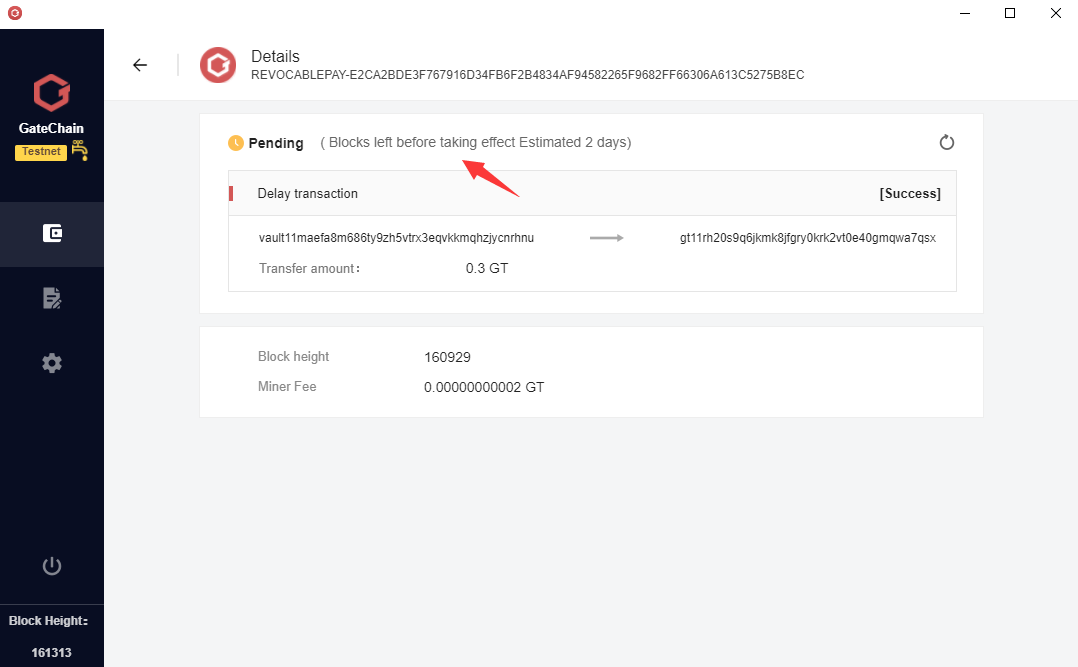 Details
REVOCABLEPAY-E2CA2BDE3F767916D34FB6F2B4834AF94582265F9682FF66306A613C5275B8EC
GateChain
Testnet
Pending ( Blocks left before taking effect Estimated 2 days)
Delay transaction [Success]
vault11maefa8m686ty9zh5vtrx3eqvkkmqhzjycnrhnu gt11rh20s9q6jkmk8jfgry0krk2vt0e40gmqwa7qsx
Transfer amount： 0.3 GT
Block height 160929
Miner Fee 0.00000000002 GT
Block Height：
161313